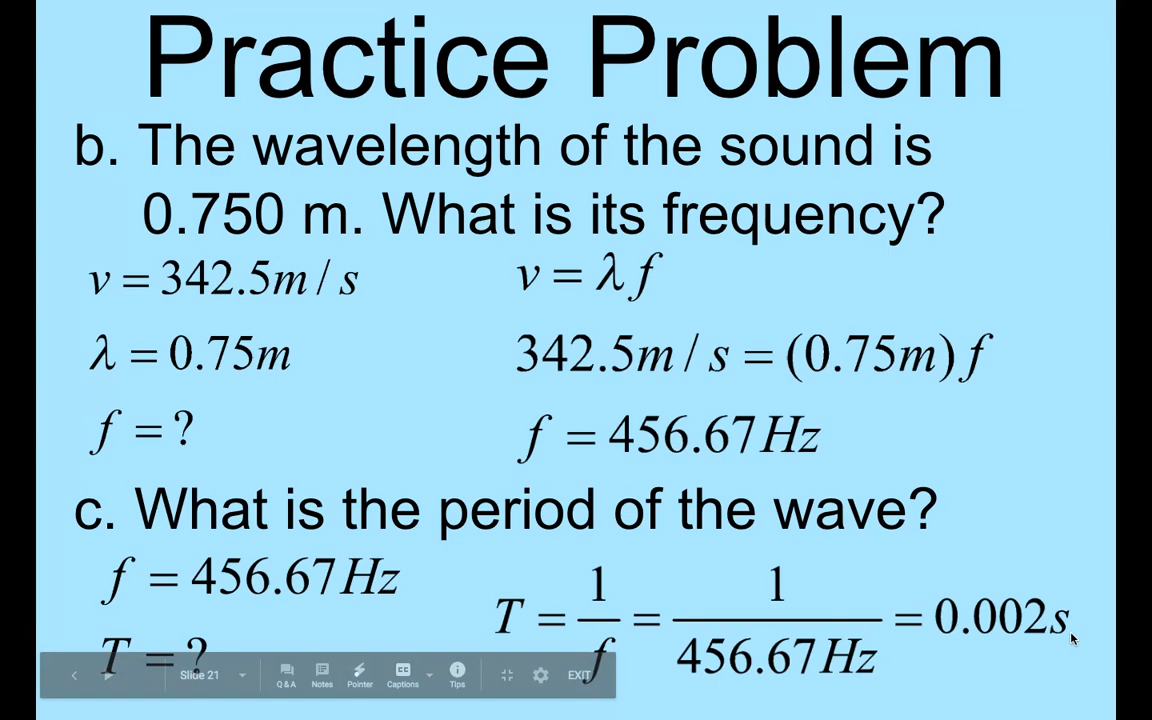 Practice Problem
b. The wavelength of the sound is
0.750 m. What is its frequency?
v = 342.5m / s
v = λ f
λ = 0.75m
342.5m / s = (0.75m) f
f = ?
f = 456.67Hz
c. What is the period of the wave?
f = 456.67Hz
T = 1/f = 1/456.67Hz = 0.002s
T = ?
Slide 21
Q & A
Notes
Pointer
CC
Captions
Tips
EXIT